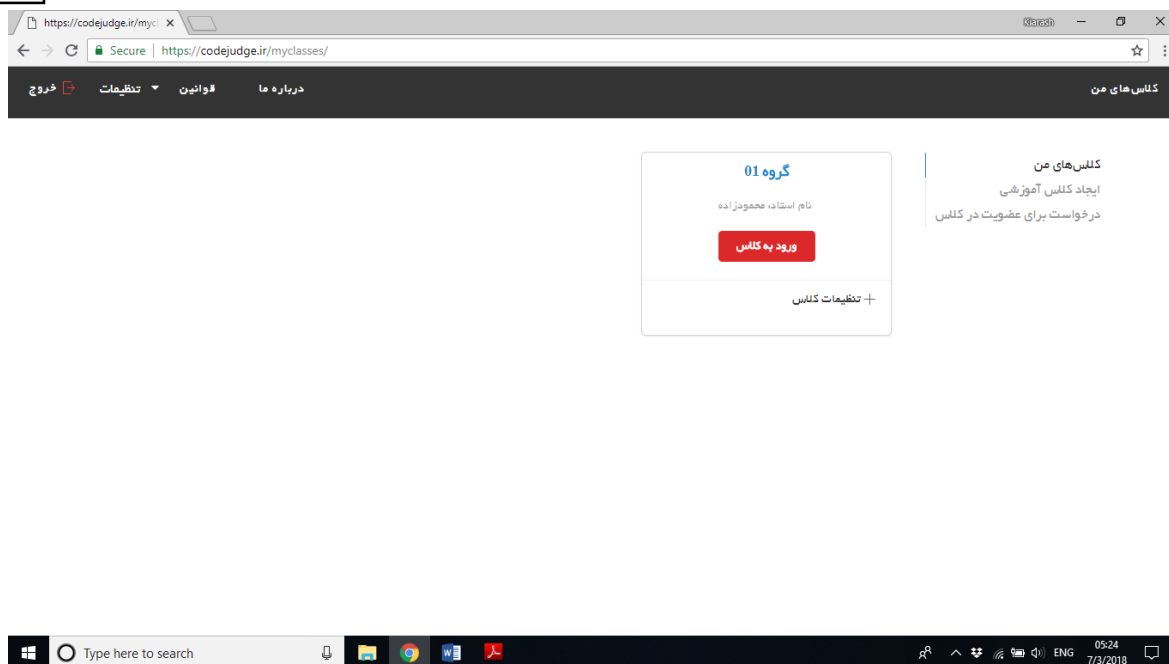 https://codejudge.ir/mycl
Kiarash
Secure | https://codejudge.ir/myclasses/
کلاس‌های من
درباره ما
قوانین
تنظیمات
خروج
کلاس‌های من
ایجاد کلاس آموزشی
درخواست برای عضویت در کلاس
گروه 01
نام استاد: محمودزاده
ورود به کلاس
+ تنظیمات کلاس
Type here to search
ENG
05:24
7/3/2018